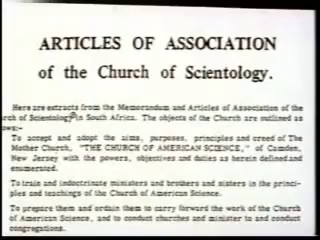 ARTICLES OF ASSOCIATION
of the Church of Scientology.
Here are extracts from the Memorandum and Articles of Association of the
rch of Scientology® in South Africa. The objects of the Church are outlined as
ows:-
To accept and adopt the aims, purposes, principles and creed of The
Mother Church, "THE CHURCH OF AMERICAN SCIENCE," of Camden,
New Jersey with the powers, objectives and duties as herein defined and
enumerated.
To train and indoctrinate ministers and brothers and sisters in the princi-
ples and teachings of the Church of American Science.
To prepare them and ordain them to carry forward the work of the Church
of American Science, and to conduct churches and minister to and conduct
congregations.